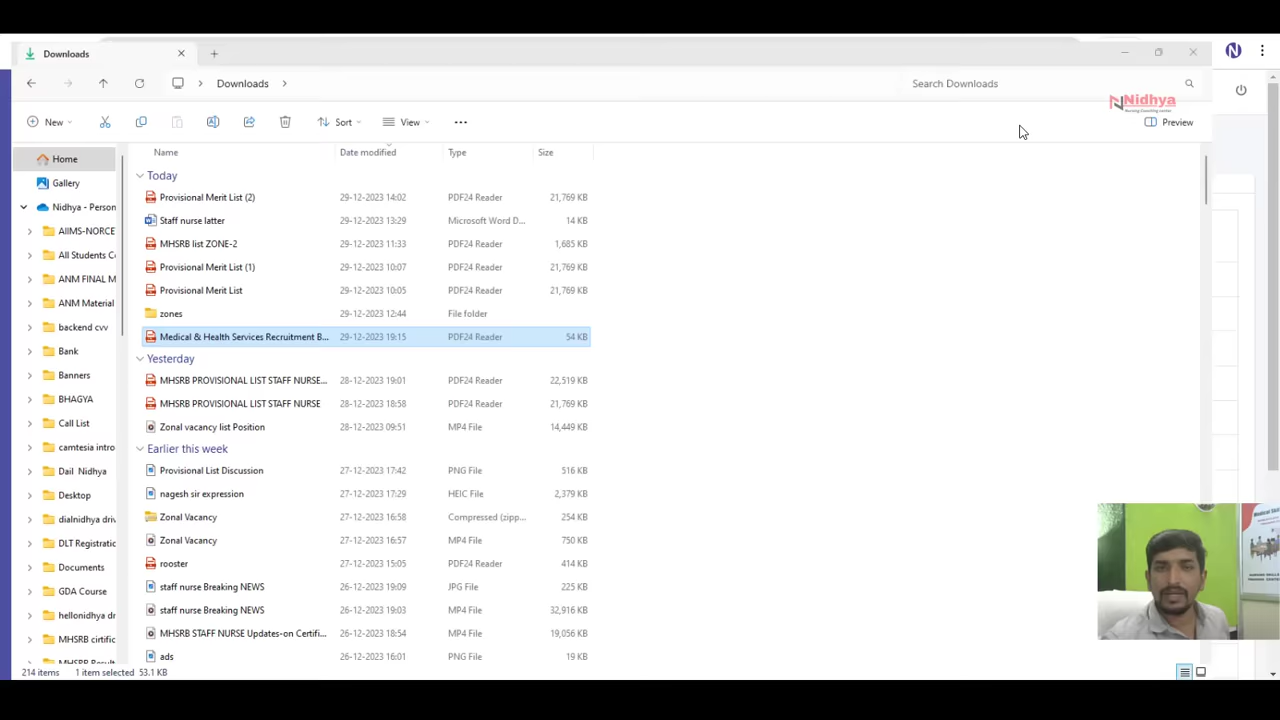 Downloads
Downloads
Search Downloads
Nidhya
New
Sort
View
Preview
Home
Gallery
Nidhya - Person
AIIMS-NORCE
All Students C
ANM FINAL M
ANM Material
backend cvv
Bank
Banners
BHAGYA
Call List
camtesia intro
Dail Nidhya
Desktop
dialnidhya driv
DLT Registratio
Documents
GDA Course
hellonidhya dr
MHSRB cirtific
MHSRB Result
Name Date modified Type Size
Today
Provisional Merit List (2) 29-12-2023 14:02 PDF24 Reader 21,769 KB
Staff nurse latter 29-12-2023 13:29 Microsoft Word D... 14 KB
MHSRB list ZONE-2 29-12-2023 11:33 PDF24 Reader 1,685 KB
Provisional Merit List (1) 29-12-2023 10:07 PDF24 Reader 21,769 KB
Provisional Merit List 29-12-2023 10:05 PDF24 Reader 21,769 KB
zones 29-12-2023 12:44 File folder
Medical & Health Services Recruitment B... 29-12-2023 19:15 PDF24 Reader 54 KB
Yesterday
MHSRB PROVISIONAL LIST STAFF NURSE... 28-12-2023 19:01 PDF24 Reader 22,519 KB
MHSRB PROVISIONAL LIST STAFF NURSE 28-12-2023 18:58 PDF24 Reader 21,769 KB
Zonal vacancy list Position 28-12-2023 09:51 MP4 File 14,449 KB
Earlier this week
Provisional List Discussion 27-12-2023 17:42 PNG File 516 KB
nagesh sir expression 27-12-2023 17:29 HEIC File 2,379 KB
Zonal Vacancy 27-12-2023 16:58 Compressed (zipp... 254 KB
Zonal Vacancy 27-12-2023 16:57 MP4 File 750 KB
rooster 27-12-2023 15:05 PDF24 Reader 414 KB
staff nurse Breaking NEWS 26-12-2023 19:09 JPG File 225 KB
staff nurse Breaking NEWS 26-12-2023 19:03 MP4 File 32,916 KB
MHSRB STAFF NURSE Updates-on Certifi... 26-12-2023 18:54 MP4 File 19,056 KB
ads 26-12-2023 16:01 PNG File 19 KB
214 items 1 item selected 53.1 KB